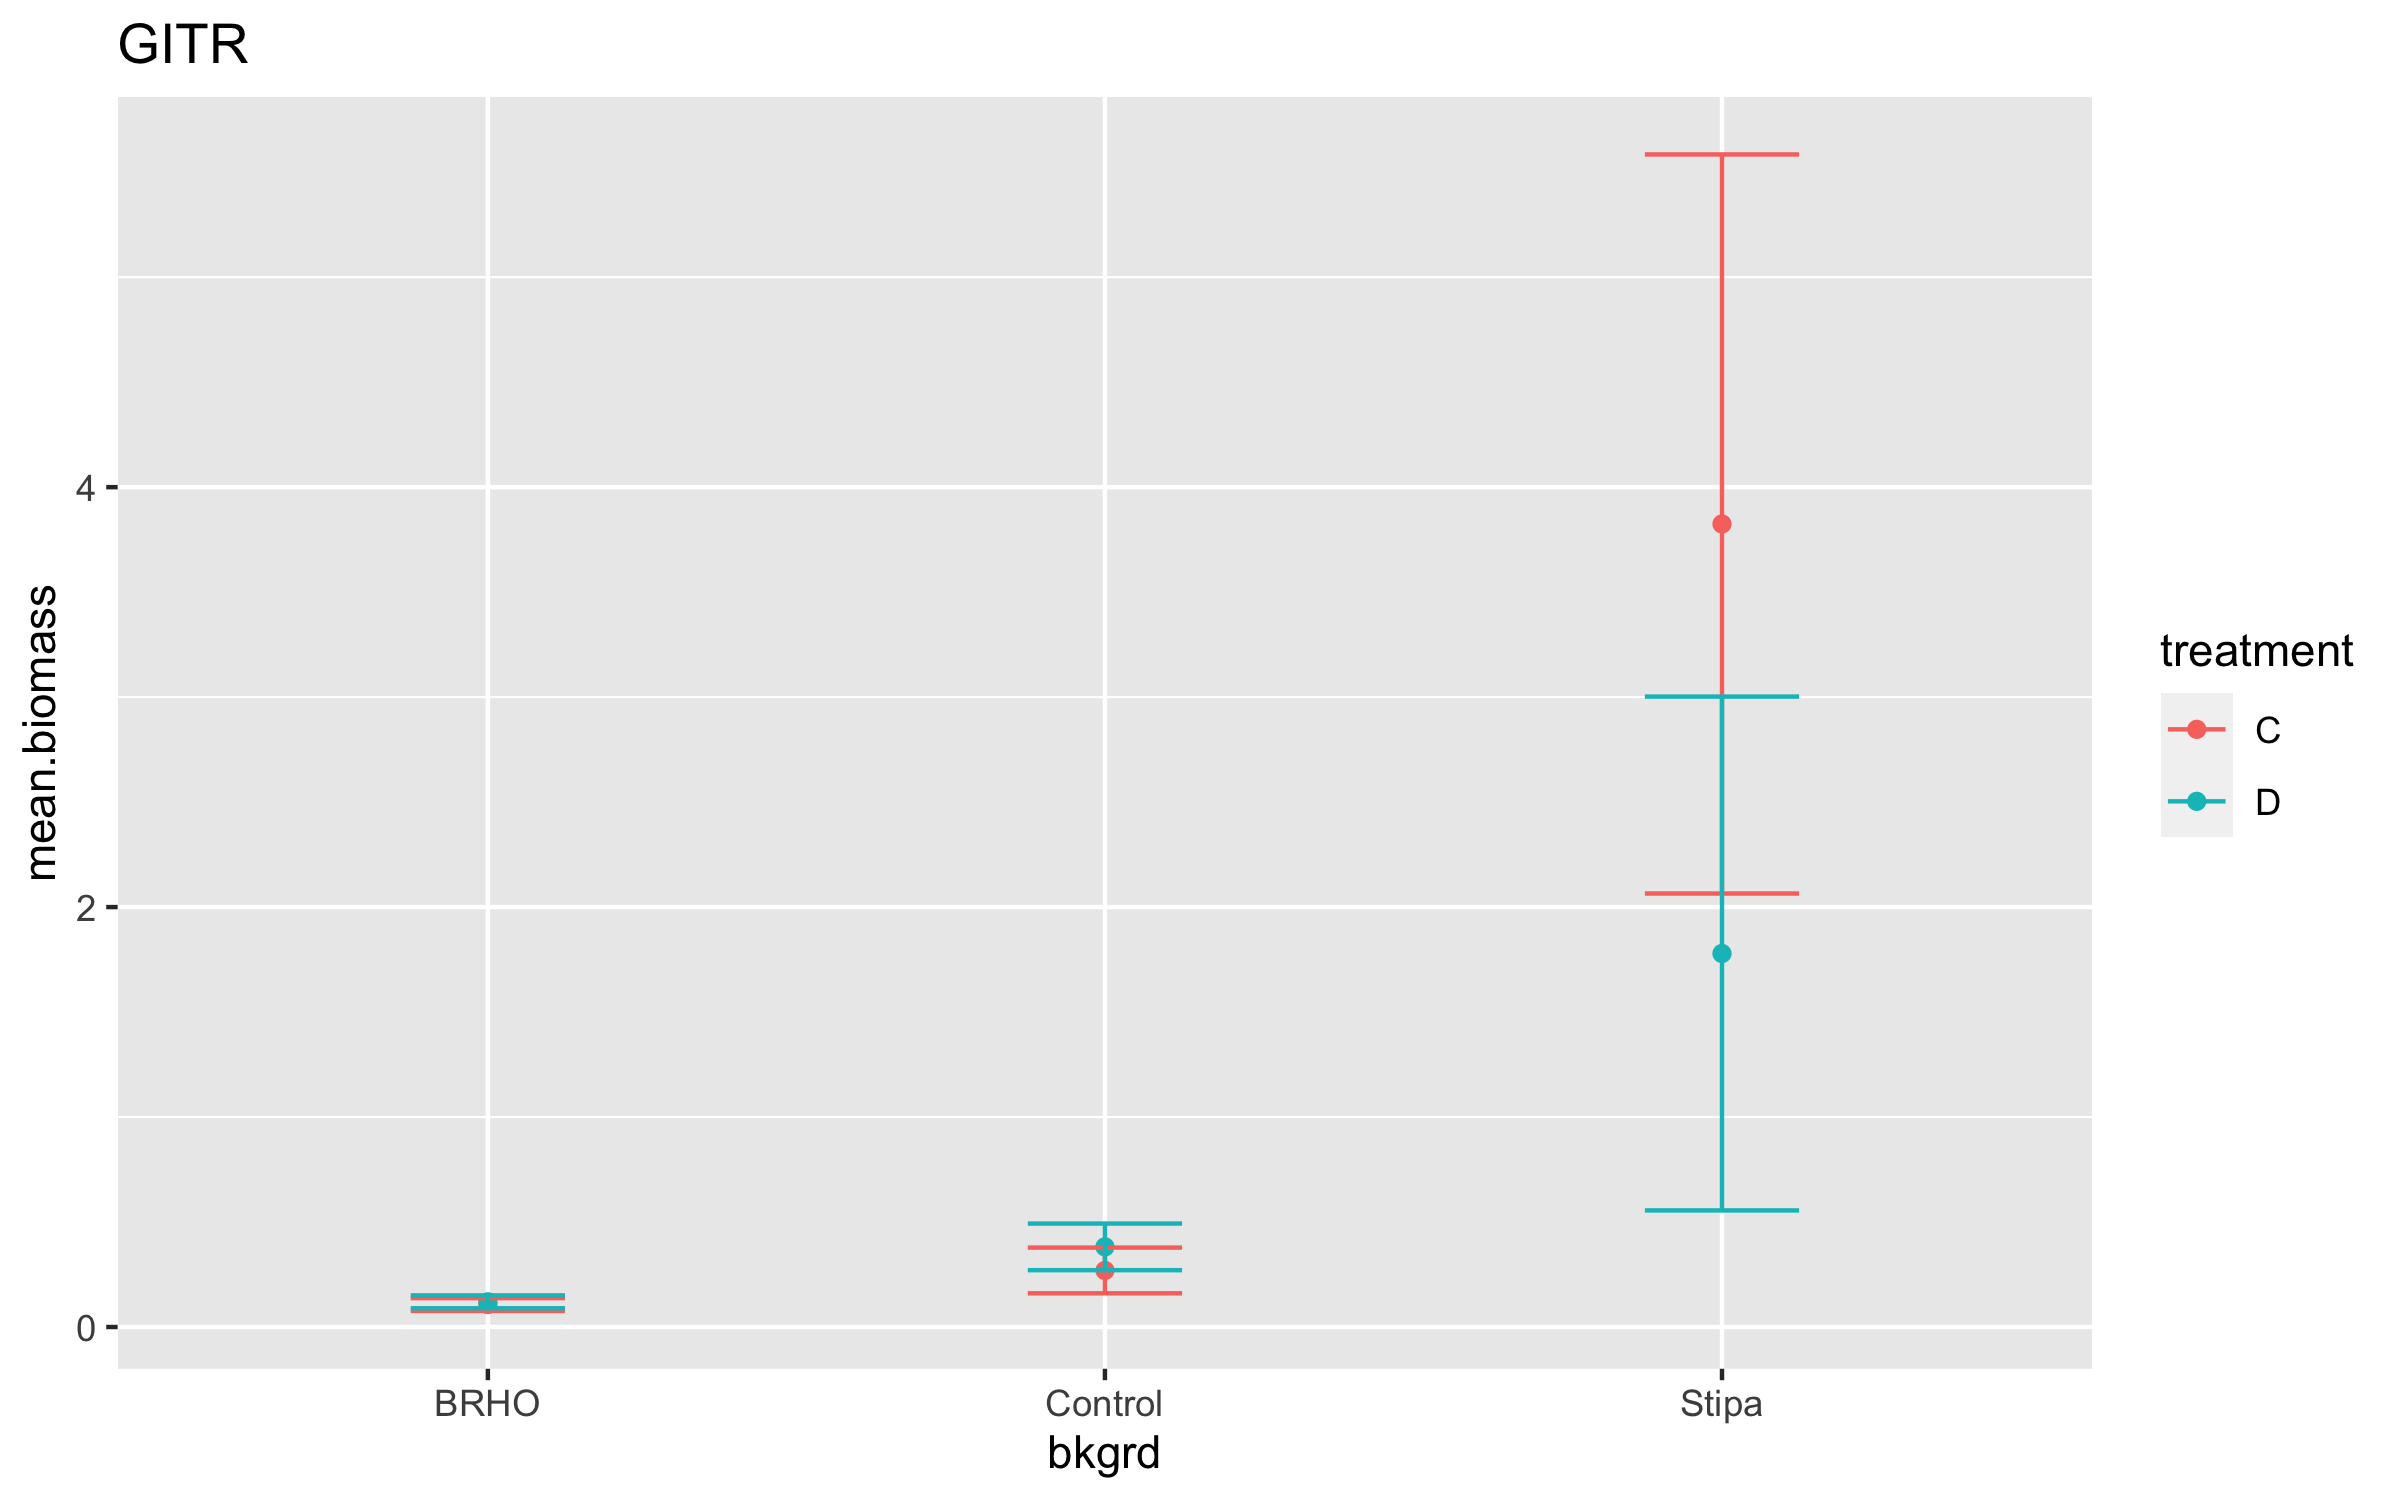 GITR
mean.biomass
4
2
0
BRHO
Control
Stipa
bkgrd
treatment
C
D